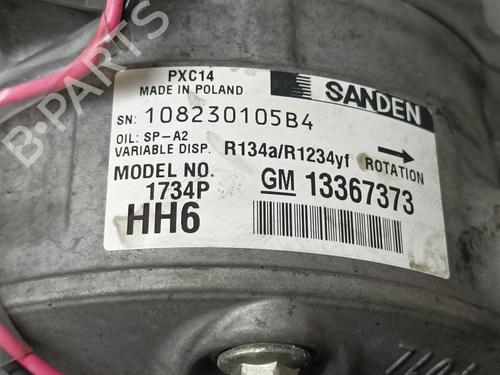 B-PARTS
PXC14
MADE IN POLAND
SANDEN
SN: 108230105B4
OIL: SP-A2
VARIABLE DISP. R134a/R1234yf ROTATION
MODEL NO.
1734P GM 13367373
HH6